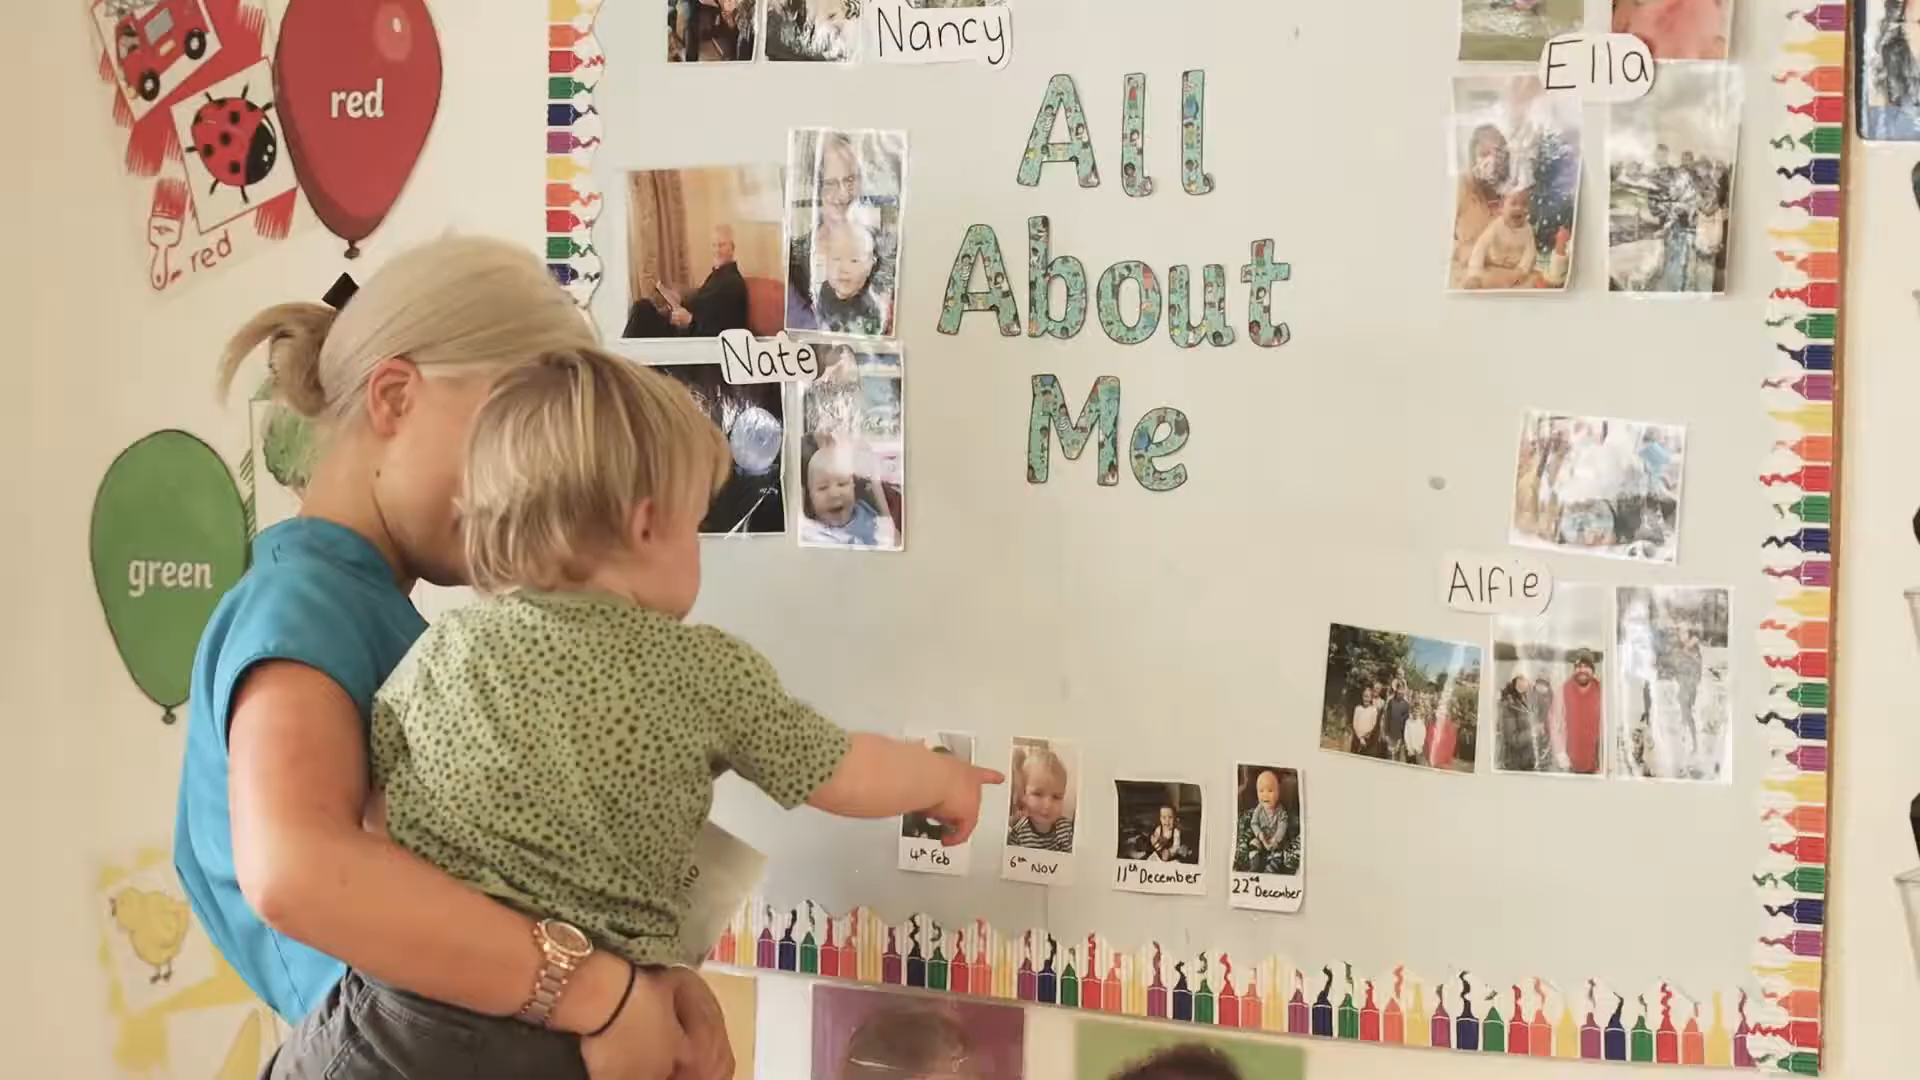 red
red
green
Nancy
Ella
All
About
Me
Nate
Alfie
4th Feb
6th Nov
11th December
22nd December